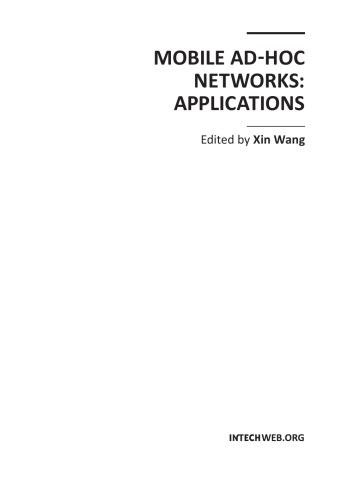 MOBILE AD-HOC
NETWORKS:
APPLICATIONS
Edited by Xin Wang
INTECHWEB.ORG